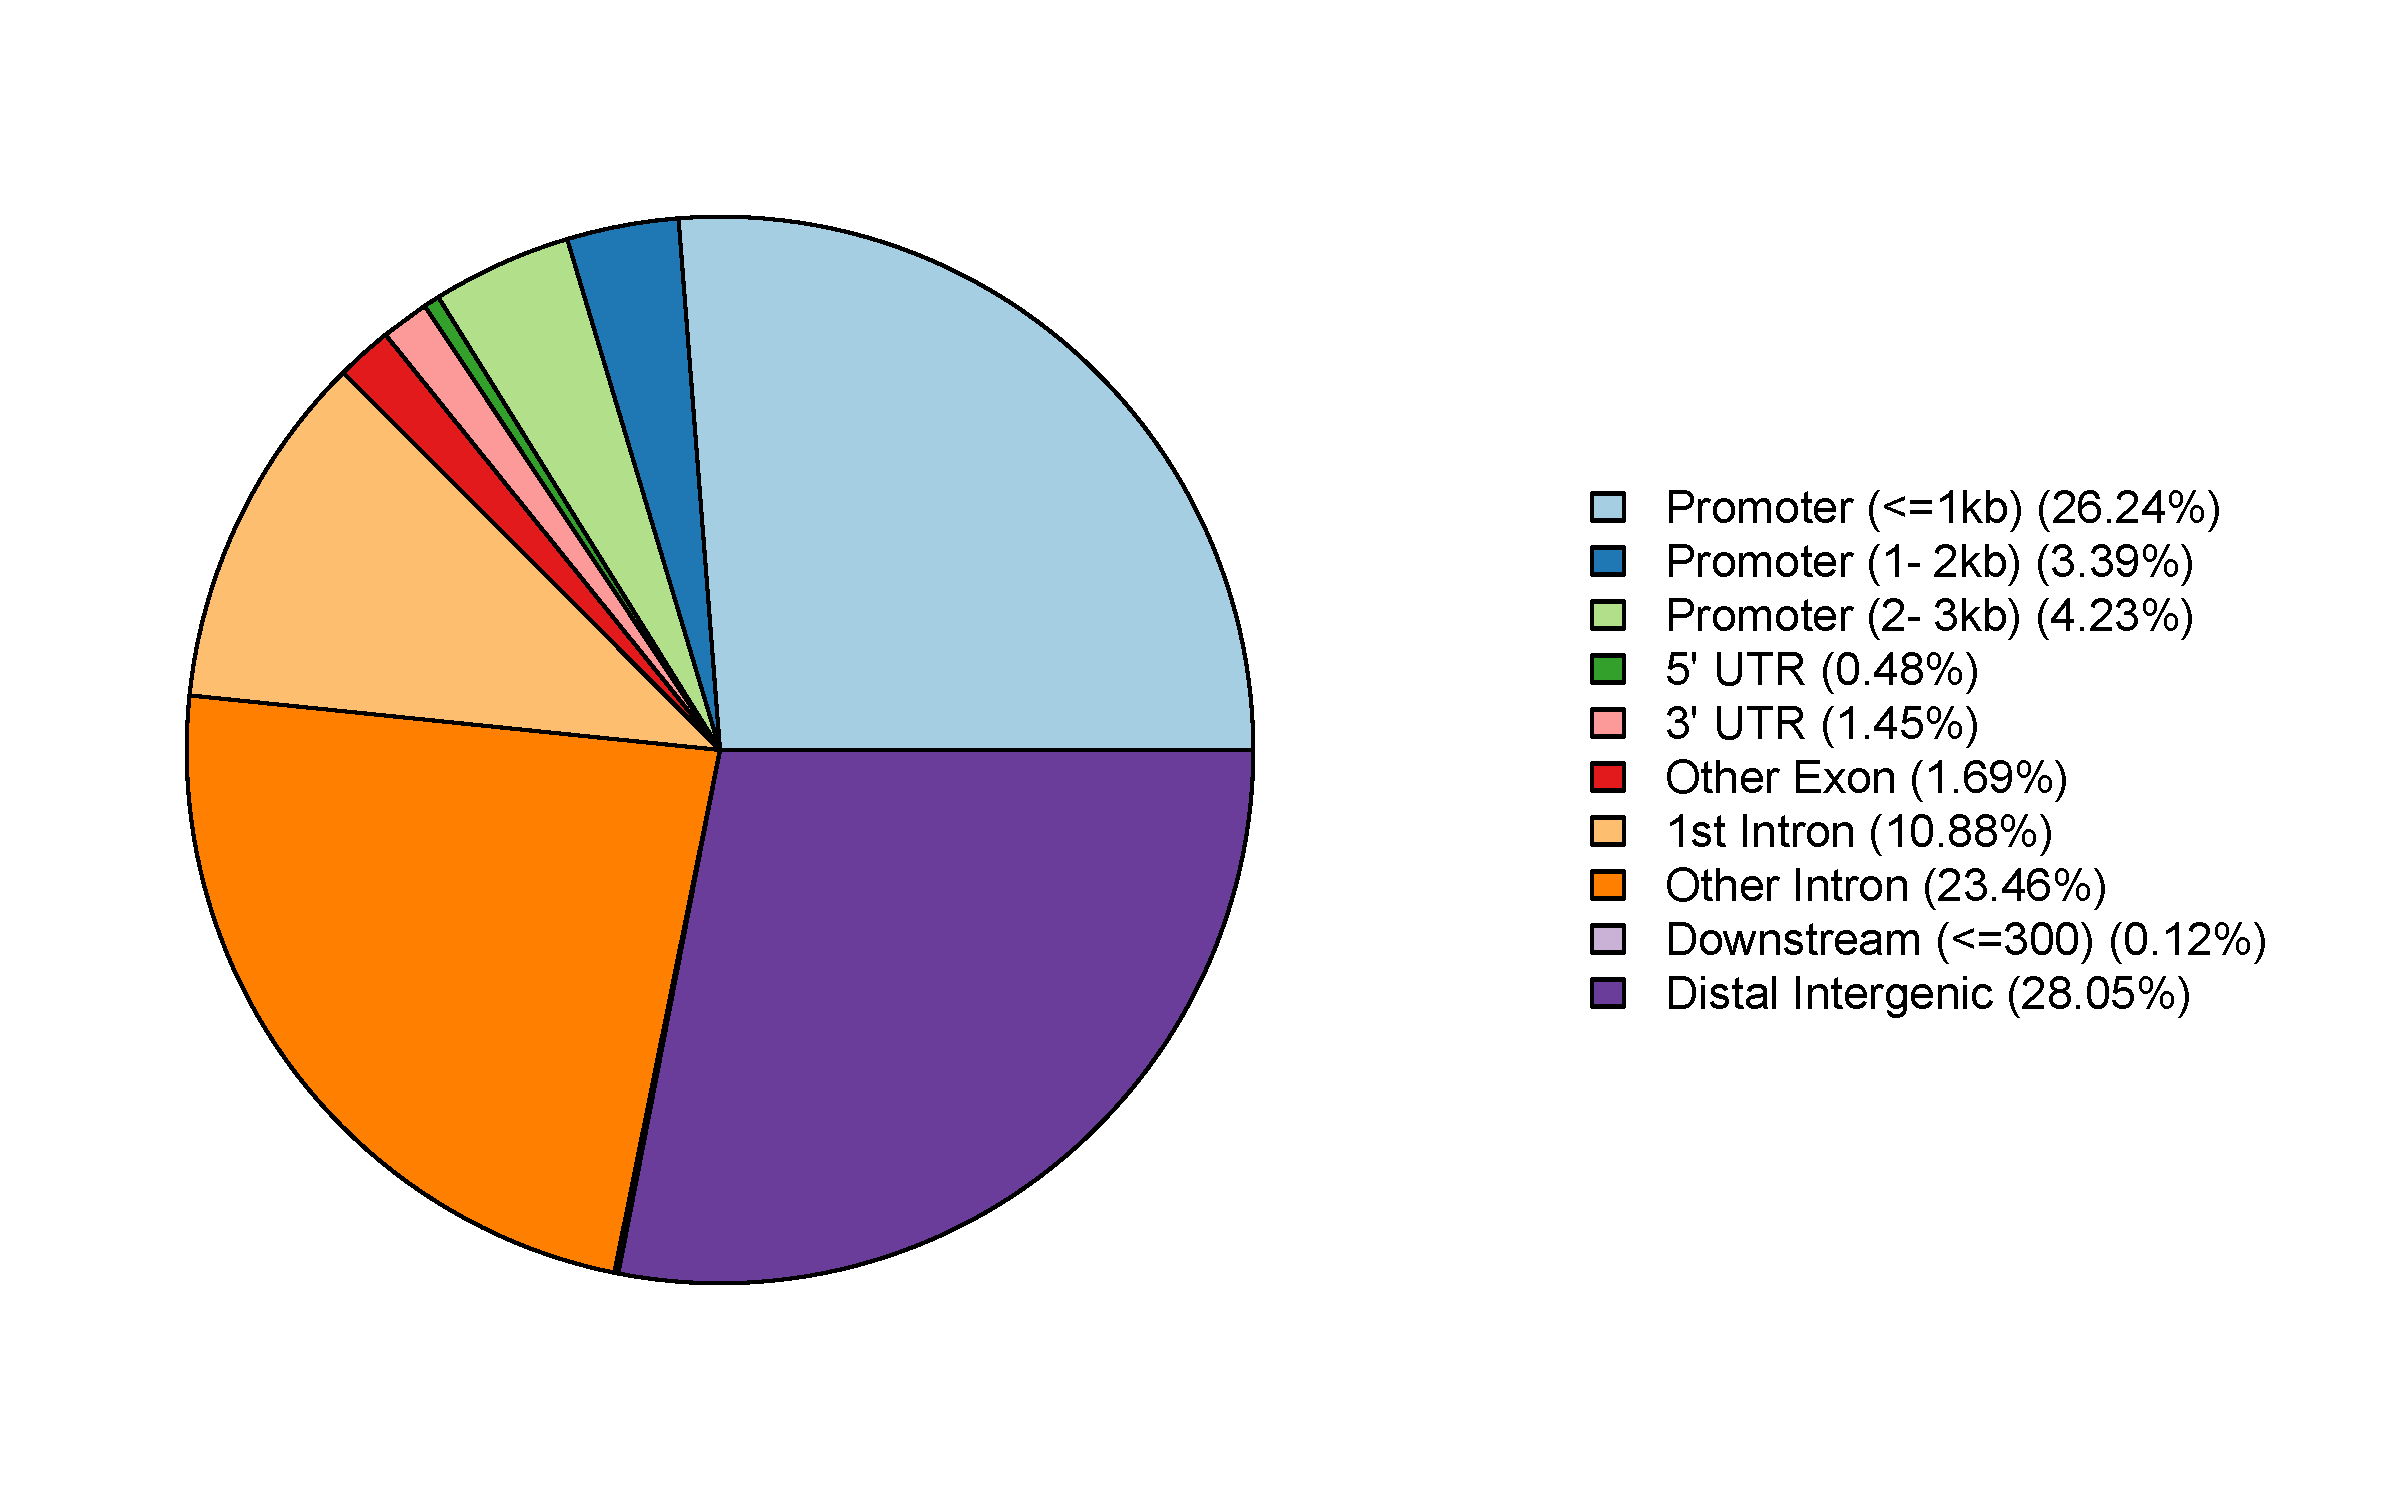 Promoter (<=1kb) (26.24%)
Promoter (1- 2kb) (3.39%)
Promoter (2- 3kb) (4.23%)
5' UTR (0.48%)
3' UTR (1.45%)
Other Exon (1.69%)
1st Intron (10.88%)
Other Intron (23.46%)
Downstream (<=300) (0.12%)
Distal Intergenic (28.05%)